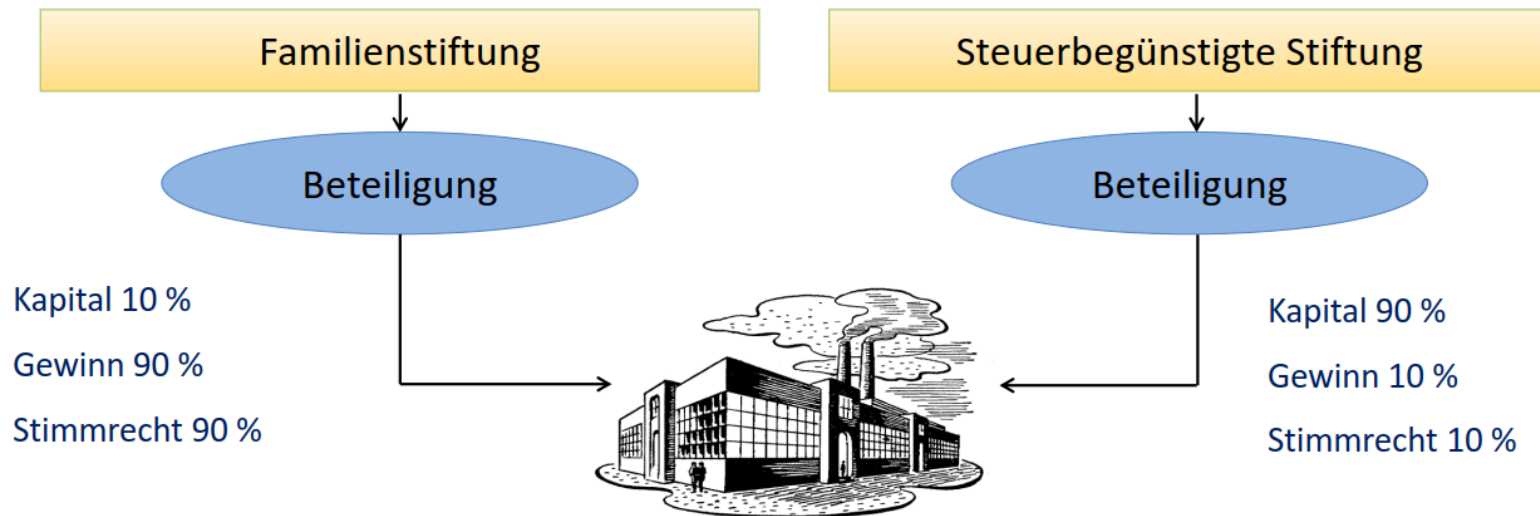 Familienstiftung
Steuerbegünstigte Stiftung
Beteiligung
Beteiligung
Kapital 10 %
Gewinn 90 %
Stimmrecht 90 %
Kapital 90 %
Gewinn 10 %
Stimmrecht 10 %